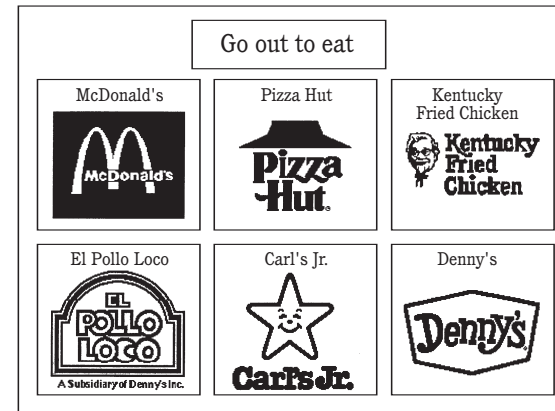 Go out to eat
McDonald's
McDonald's
Pizza Hut
Pizza
Hut
Kentucky
Fried Chicken
Kentucky
Fried
Chicken
El Pollo Loco
EL
POLLO
LOCO
A Subsidiary of Denny's Inc.
Carl's Jr.
Carl's Jr.
Denny's
Denny's